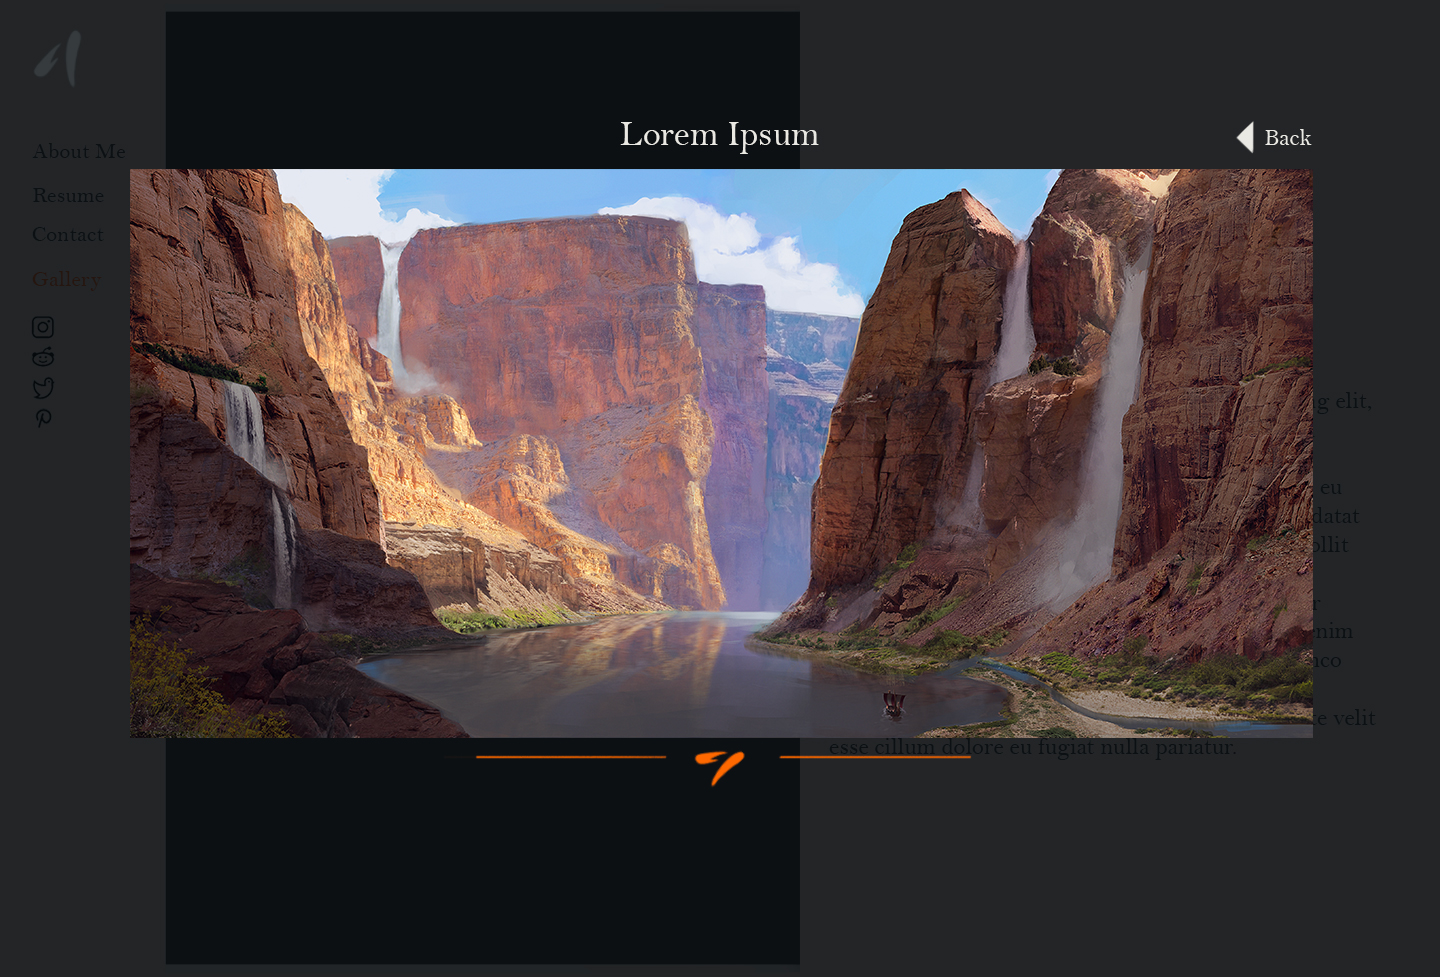 Lorem Ipsum
Back
About Me
Resume
Contact
Gallery
g elit,
eu
datat
ollit
nim
nco
e velit
esse cillum dolore eu fugiat nulla pariatur.